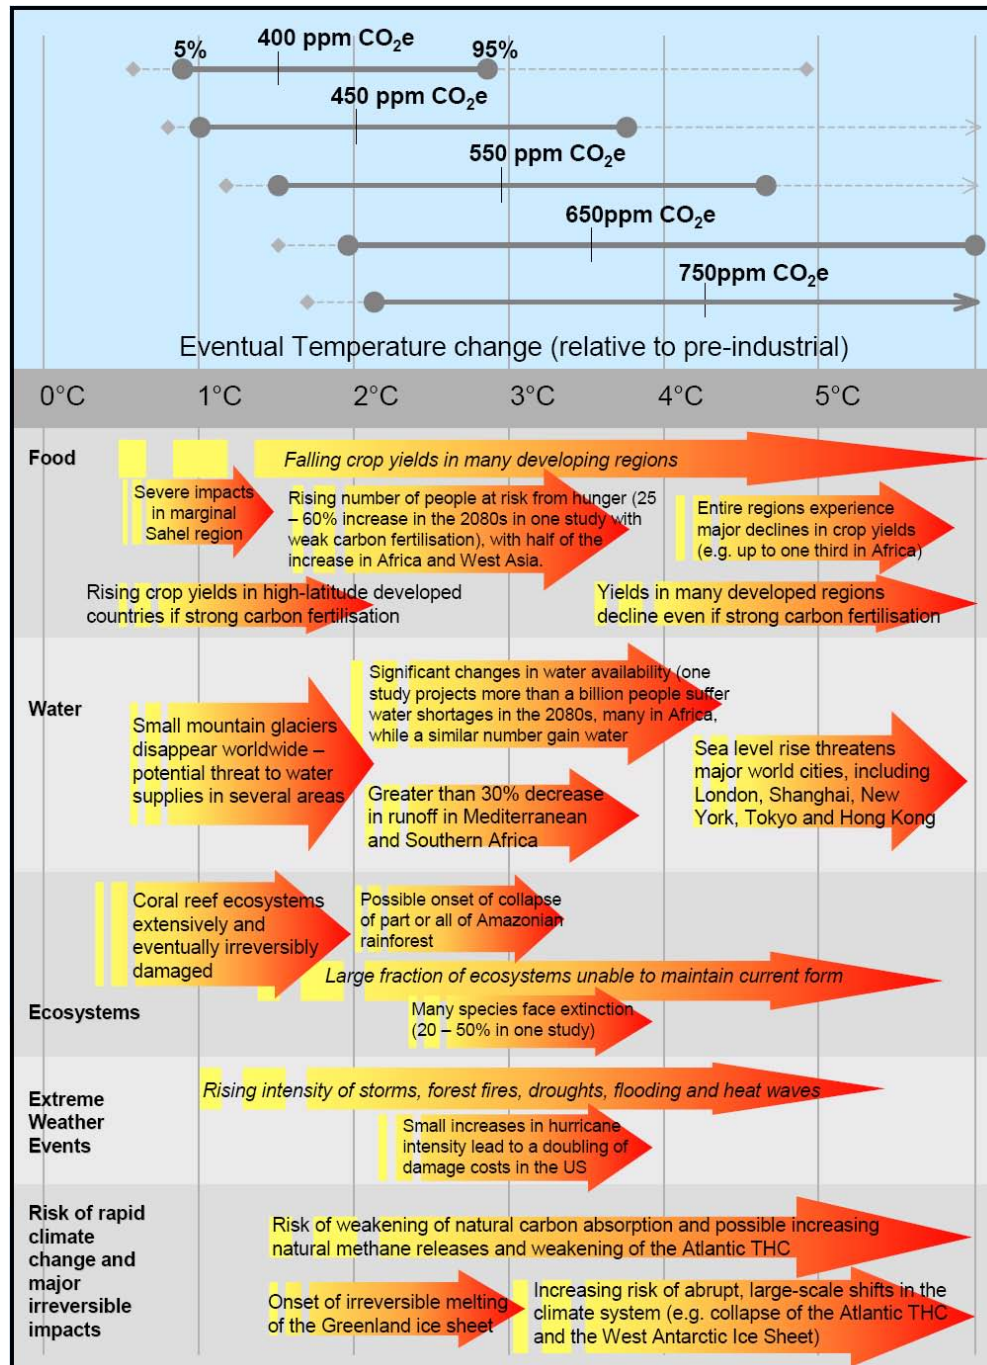 400 ppm CO₂e
5%
95%
450 ppm CO₂e
550 ppm CO₂e
650ppm CO₂e
750ppm CO₂e
Eventual Temperature change (relative to pre-industrial)
0°C
1°C
2°C
3°C
4°C
5°C
Food
Falling crop yields in many developing regions
Severe impacts
in marginal
Sahel region
Rising number of people at risk from hunger (25
– 60% increase in the 2080s in one study with
weak carbon fertilisation), with half of the
increase in Africa and West Asia.
Entire regions experience
major declines in crop yields
(e.g. up to one third in Africa)
Rising crop yields in high-latitude developed
countries if strong carbon fertilisation
Yields in many developed regions
decline even if strong carbon fertilisation
Water
Small mountain glaciers
disappear worldwide –
potential threat to water
supplies in several areas
Significant changes in water availability (one
study projects more than a billion people suffer
water shortages in the 2080s, many in Africa,
while a similar number gain water
Greater than 30% decrease
in runoff in Mediterranean
and Southern Africa
Sea level rise threatens
major world cities, including
London, Shanghai, New
York, Tokyo and Hong Kong
Ecosystems
Coral reef ecosystems
extensively and
eventually irreversibly
damaged
Possible onset of collapse
of part or all of Amazonian
rainforest
Large fraction of ecosystems unable to maintain current form
Many species face extinction
(20 – 50% in one study)
Extreme
Weather
Events
Rising intensity of storms, forest fires, droughts, flooding and heat waves
Small increases in hurricane
intensity lead to a doubling of
damage costs in the US
Risk of rapid
climate
change and
major
irreversible
impacts
Risk of weakening of natural carbon absorption and possible increasing
natural methane releases and weakening of the Atlantic THC
Onset of irreversible melting
of the Greenland ice sheet
Increasing risk of abrupt, large-scale shifts in the
climate system (e.g. collapse of the Atlantic THC
and the West Antarctic Ice Sheet)